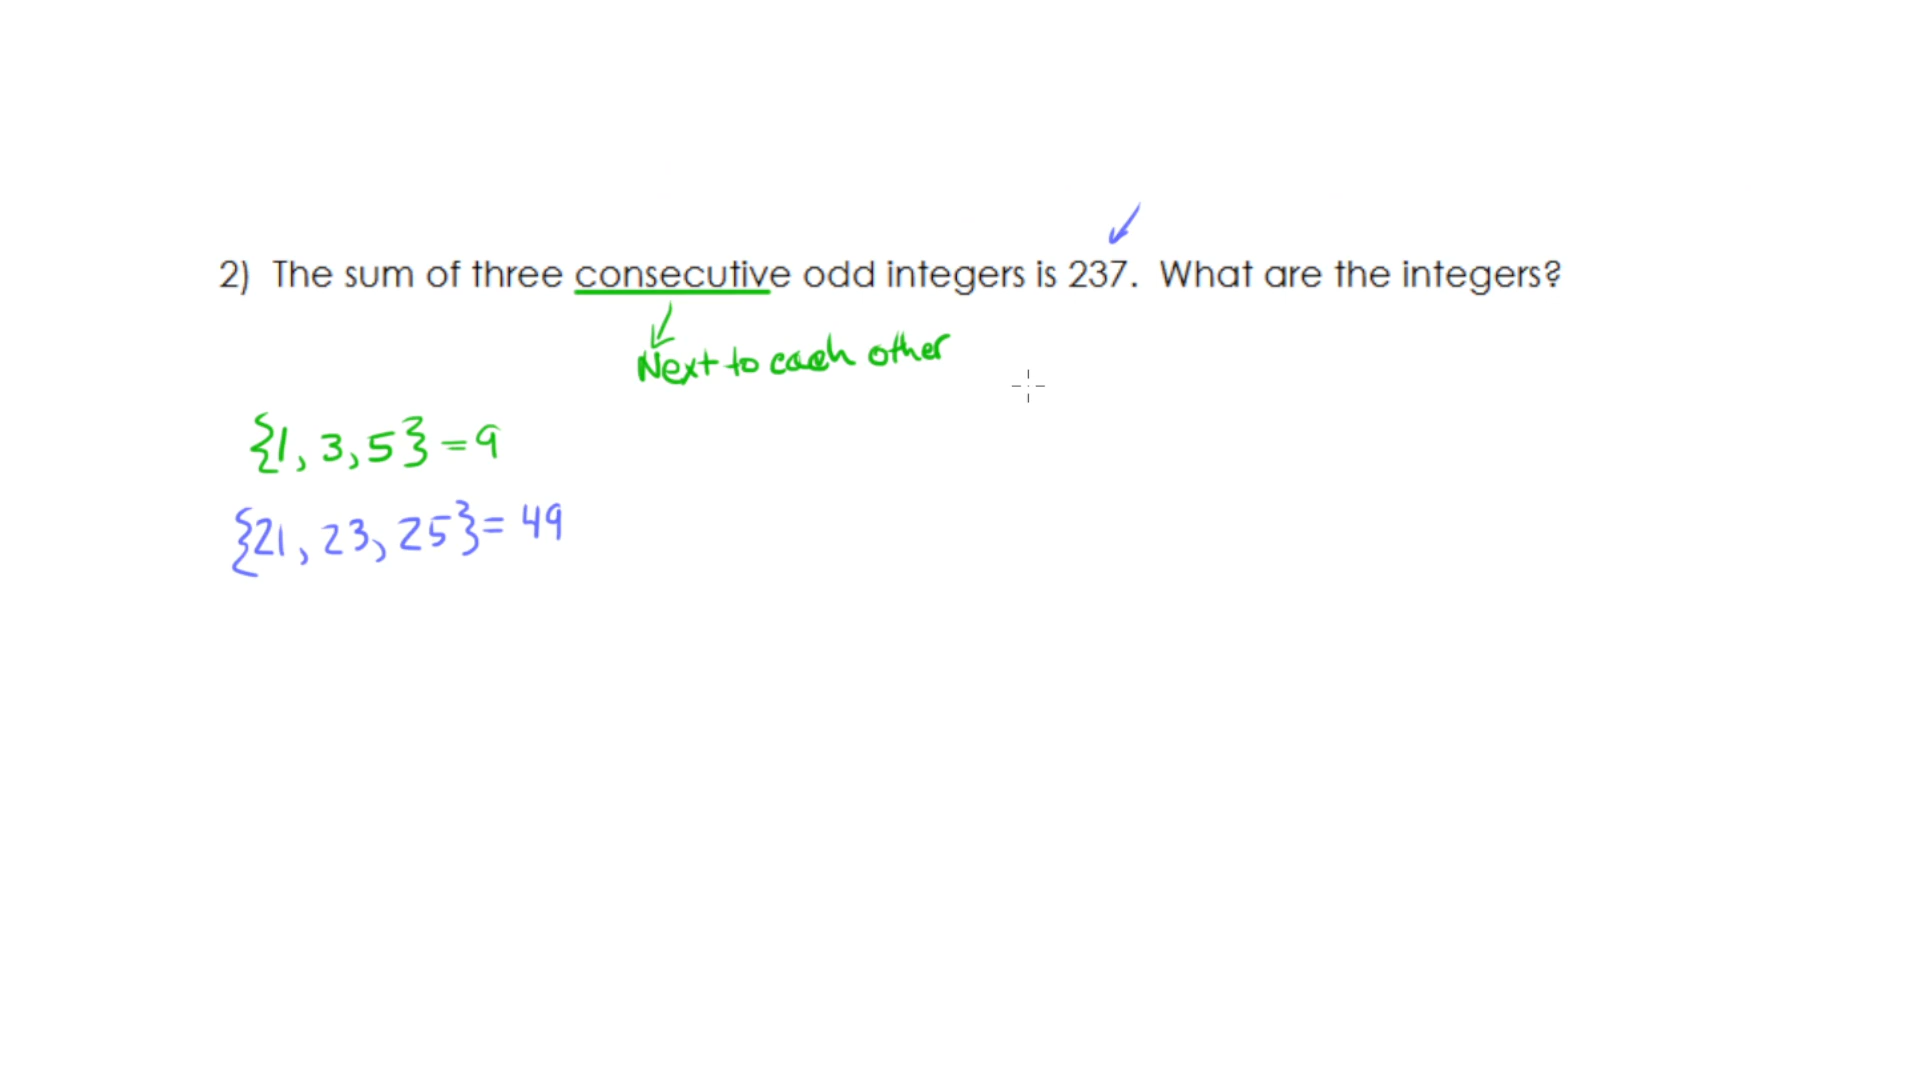 2) The sum of three consecutive odd integers is 237. What are the integers?
Next to each other
{1, 3, 5} = 9
{21, 23, 25} = 49